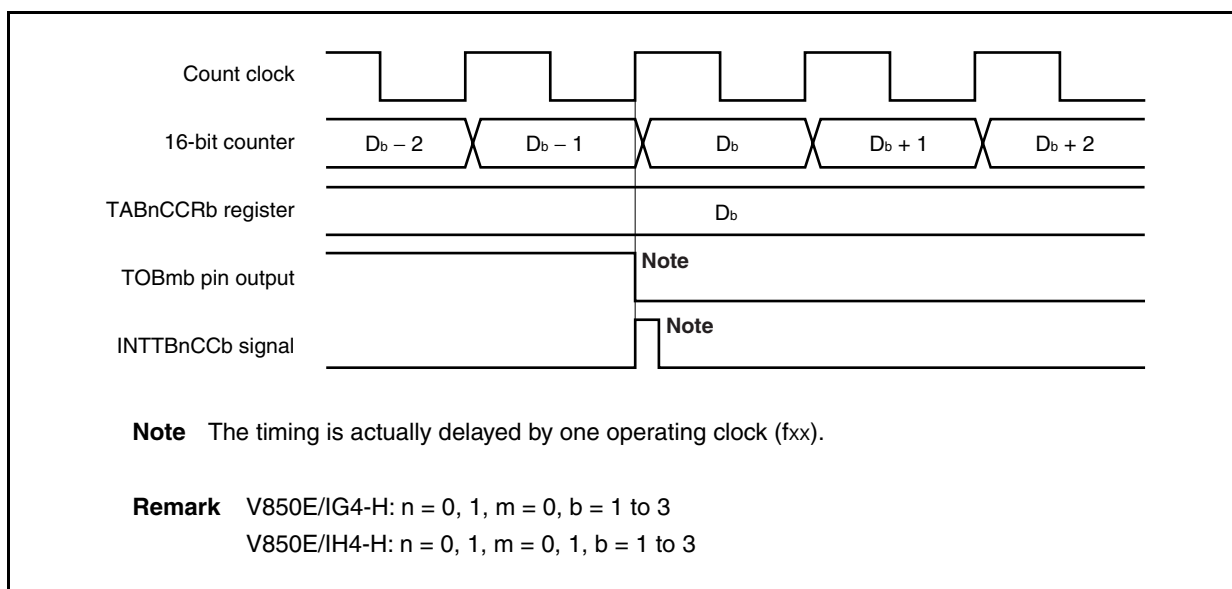 Count clock
16-bit counter
Db − 2 Db − 1 Db Db + 1 Db + 2
TABnCCRb register
Db
TOBmb pin output
Note
INTTBnCCb signal
Note
Note The timing is actually delayed by one operating clock (fxx).
Remark V850E/IG4-H: n = 0, 1, m = 0, b = 1 to 3
V850E/IH4-H: n = 0, 1, m = 0, 1, b = 1 to 3